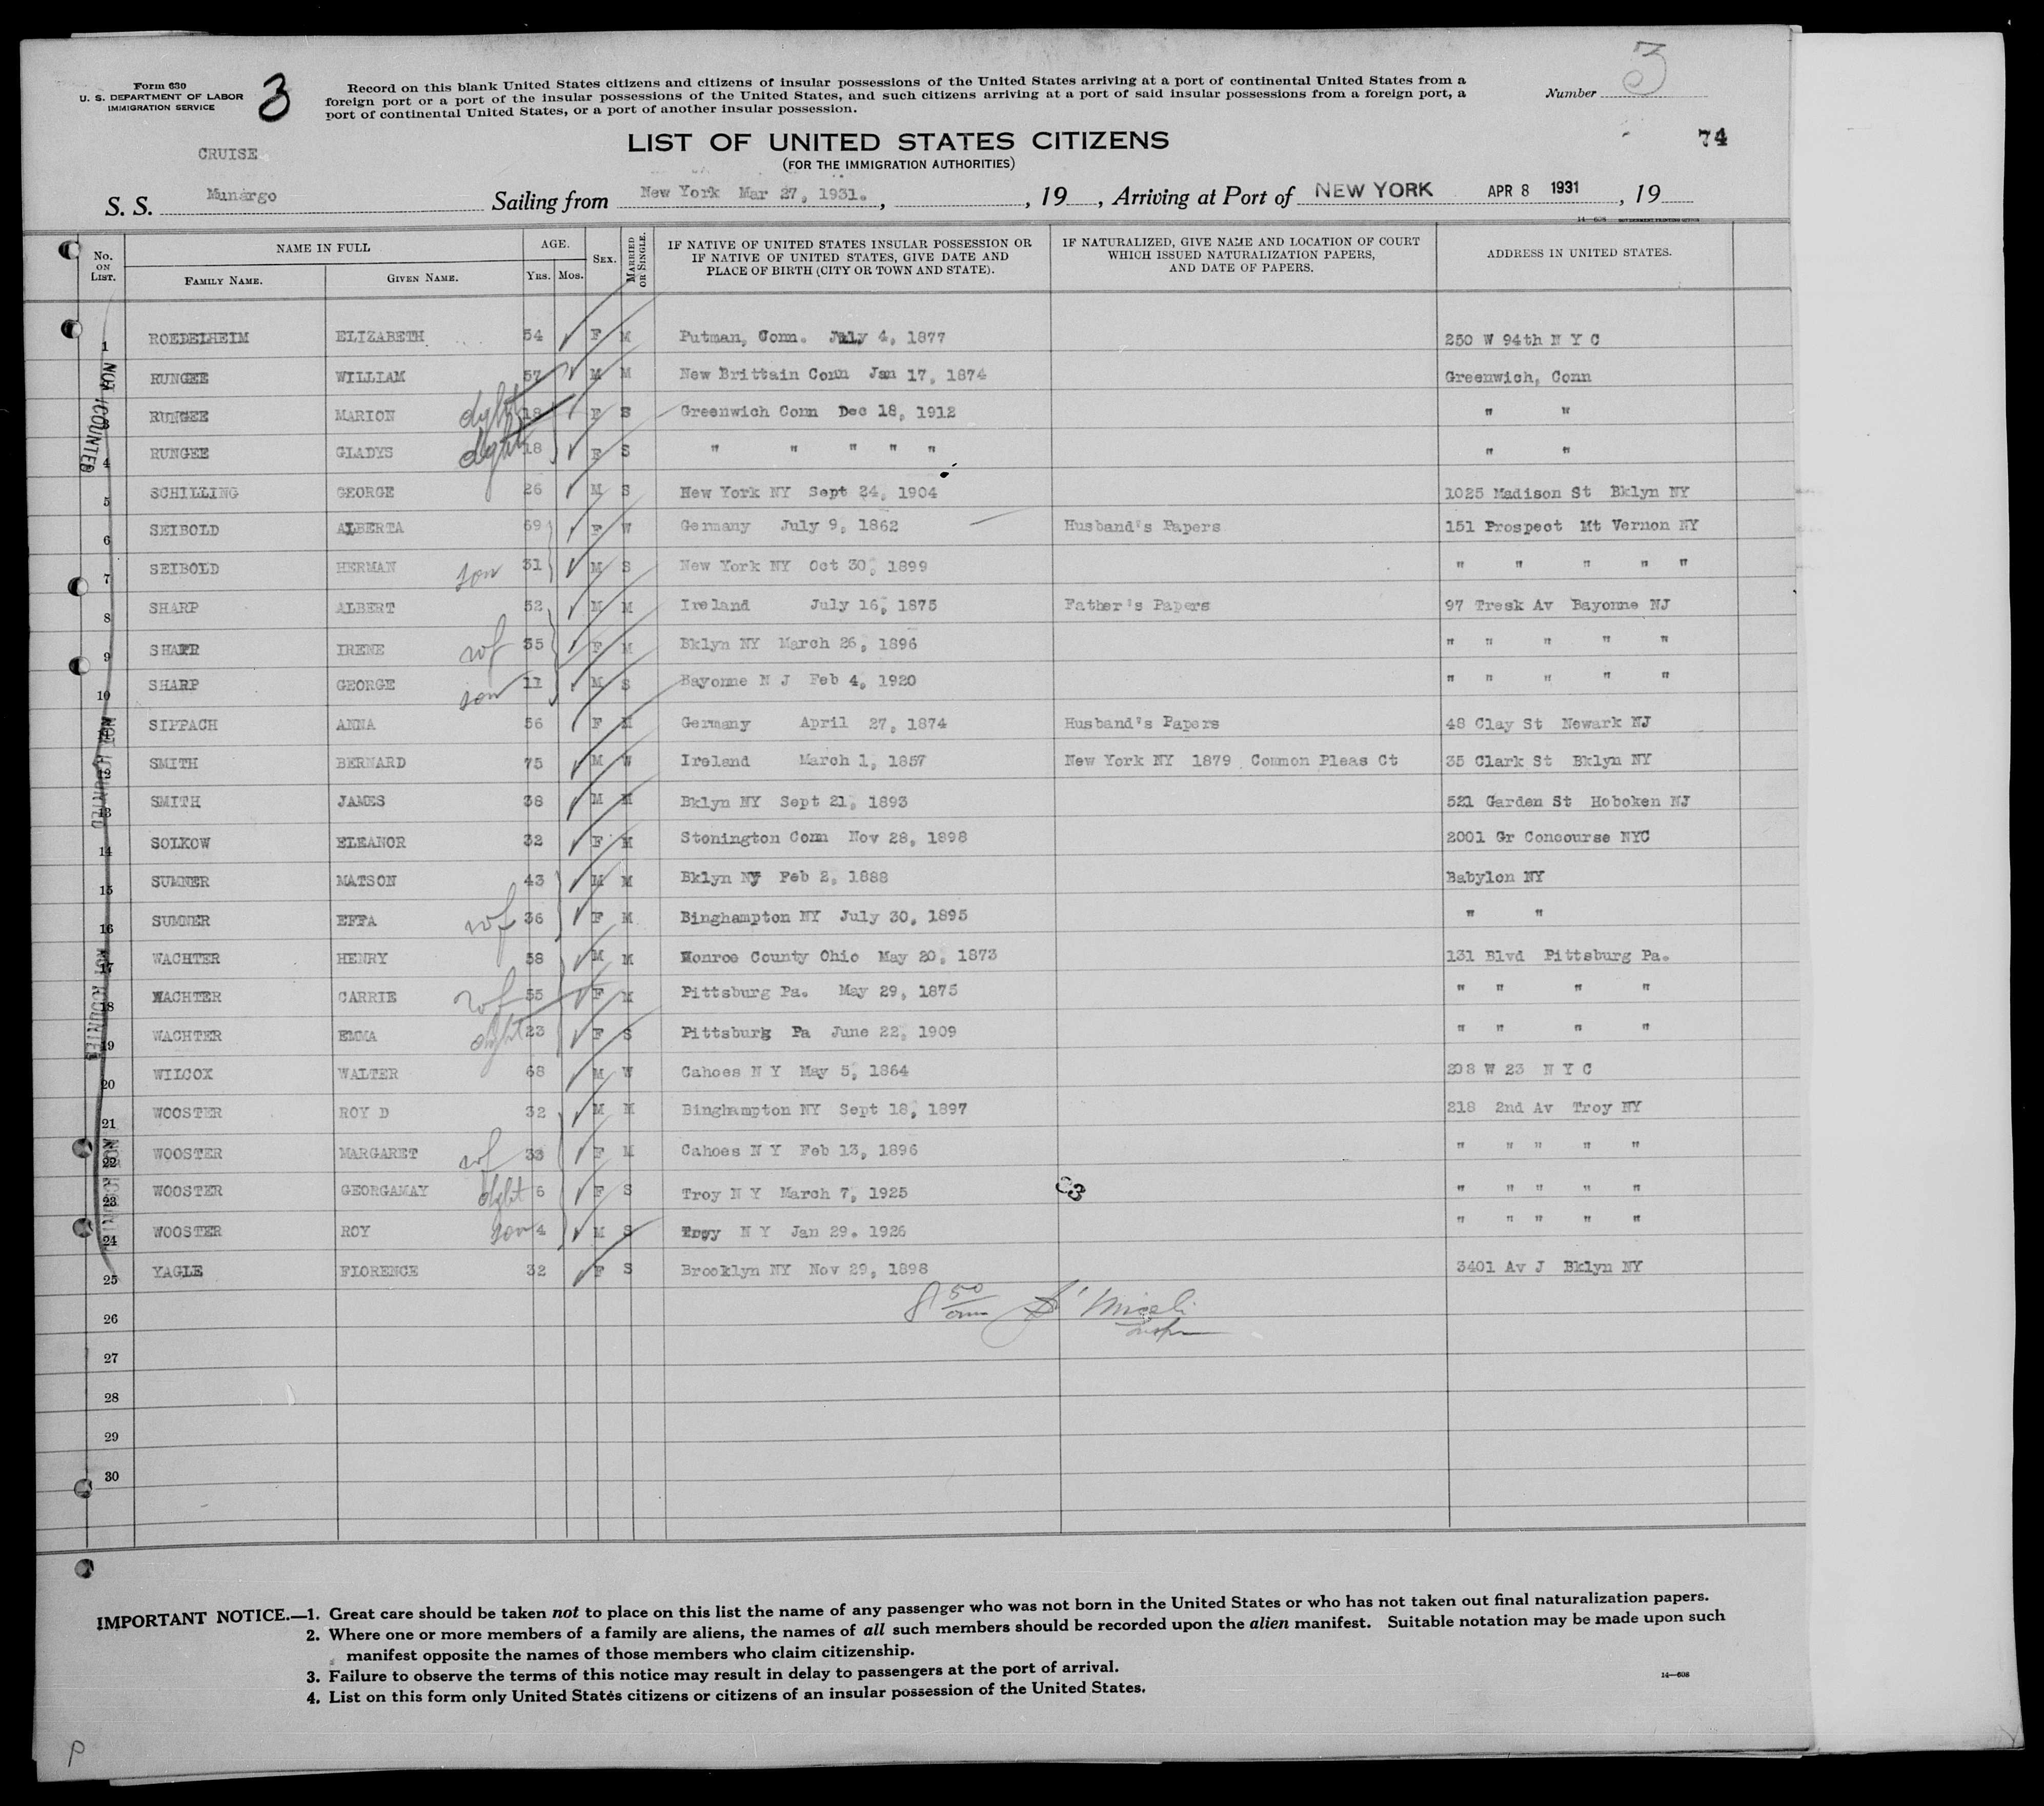 Form 630
U. S. DEPARTMENT OF LABOR
IMMIGRATION SERVICE
3
Record on this blank United States citizens and citizens of insular possessions of the United States arriving at a port of continental United States from a
foreign port or a port of the insular possessions of the United States, and such citizens arriving at a port of said insular possessions from a foreign port, a
port of continental United States, or a port of another insular possession.
Number 3
74
LIST OF UNITED STATES CITIZENS
(FOR THE IMMIGRATION AUTHORITIES)
CRUISE
S. S. Munargo Sailing from New York Mar 27, 1931. , , 19 , Arriving at Port of NEW YORK APR 8 1931 , 19
No. ON LIST. NAME IN FULL AGE. SEX. MARRIED OR SINGLE. IF NATIVE OF UNITED STATES INSULAR POSSESSION OR IF NATIVE OF UNITED STATES, GIVE DATE AND PLACE OF BIRTH (CITY OR TOWN AND STATE). IF NATURALIZED, GIVE NAME AND LOCATION OF COURT WHICH ISSUED NATURALIZATION PAPERS, AND DATE OF PAPERS. ADDRESS IN UNITED STATES.
FAMILY NAME. GIVEN NAME. YRS. MOS.
1 ROEDELHEIM ELIZABETH 54 F M Putman, Conn. July 4, 1877 250 W 94th N Y C
RUNGEE WILLIAM 57 M M New Brittain Conn Jan 17, 1874 Greenwich, Conn
RUNGEE MARION dght 18 F S Greenwich Conn Dec 18, 1912 " "
4 RUNGEE GLADYS dght 18 F S " " " " " " "
5 SCHILLING GEORGE 26 M S New York NY Sept 24, 1904 1025 Madison St Bklyn NY
6 SEIBOLD ALBERTA 69 F W Germany July 9, 1862 Husband's Papers 151 Prospect Mt Vernon NY
7 SEIBOLD HERMAN son 31 M S New York NY Oct 30, 1899 " " " " "
8 SHARP ALBERT 52 M M Ireland July 16, 1875 Father's Papers 97 Tresk Av Bayonne NJ
9 SHARP IRENE wf 35 F M Bklyn NY March 26, 1896 " " " " "
10 SHARP GEORGE son 11 M S Bayonne N J Feb 4, 1920 " " " " "
11 SIPPACH ANNA 56 F M Germany April 27, 1874 Husband's Papers 48 Clay St Newark NJ
12 SMITH BERNARD 75 M W Ireland March 1, 1857 New York NY 1879 Common Pleas Ct 35 Clark St Bklyn NY
13 SMITH JAMES 38 M M Bklyn NY Sept 21, 1893 521 Garden St Hoboken NJ
14 SOLKOW ELEANOR 32 F M Stonington Conn Nov 28, 1898 2001 Gr Concourse NYC
15 SUMNER MATSON 43 M M Bklyn NY Feb 2, 1888 Babylon NY
16 SUMNER EFFA wf 36 F M Binghampton NY July 30, 1895 " "
17 WACHTER HENRY 58 M M Monroe County Ohio May 20, 1873 131 Blvd Pittsburg Pa.
18 WACHTER CARRIE wf 55 F M Pittsburg Pa. May 29, 1875 " " " "
19 WACHTER EMMA dght 23 F S Pittsburg Pa June 22, 1909 " " " "
20 WILCOX WALTER 68 M W Cahoes N Y May 5, 1864 208 W 23 N Y C
21 WOOSTER ROY D 32 M M Binghampton NY Sept 18, 1897 218 2nd Av Troy NY
22 WOOSTER MARGARET wf 33 F M Cahoes N Y Feb 13, 1896 " " " " "
23 WOOSTER GEORGAMAY dght 6 F S Troy N Y March 7, 1925 " " " " "
24 WOOSTER ROY son 4 M S Troy N Y Jan 29. 1926 " " " " "
25 YAGLE FLORENCE 32 F S Brooklyn NY Nov 29, 1898 3401 Av J Bklyn NY
26
27
28
29
30
IMPORTANT NOTICE.—1. Great care should be taken not to place on this list the name of any passenger who was not born in the United States or who has not taken out final naturalization papers.
2. Where one or more members of a family are aliens, the names of all such members should be recorded upon the alien manifest. Suitable notation may be made upon such
manifest opposite the names of those members who claim citizenship.
3. Failure to observe the terms of this notice may result in delay to passengers at the port of arrival.
4. List on this form only United States citizens or citizens of an insular possession of the United States.
14—608
P